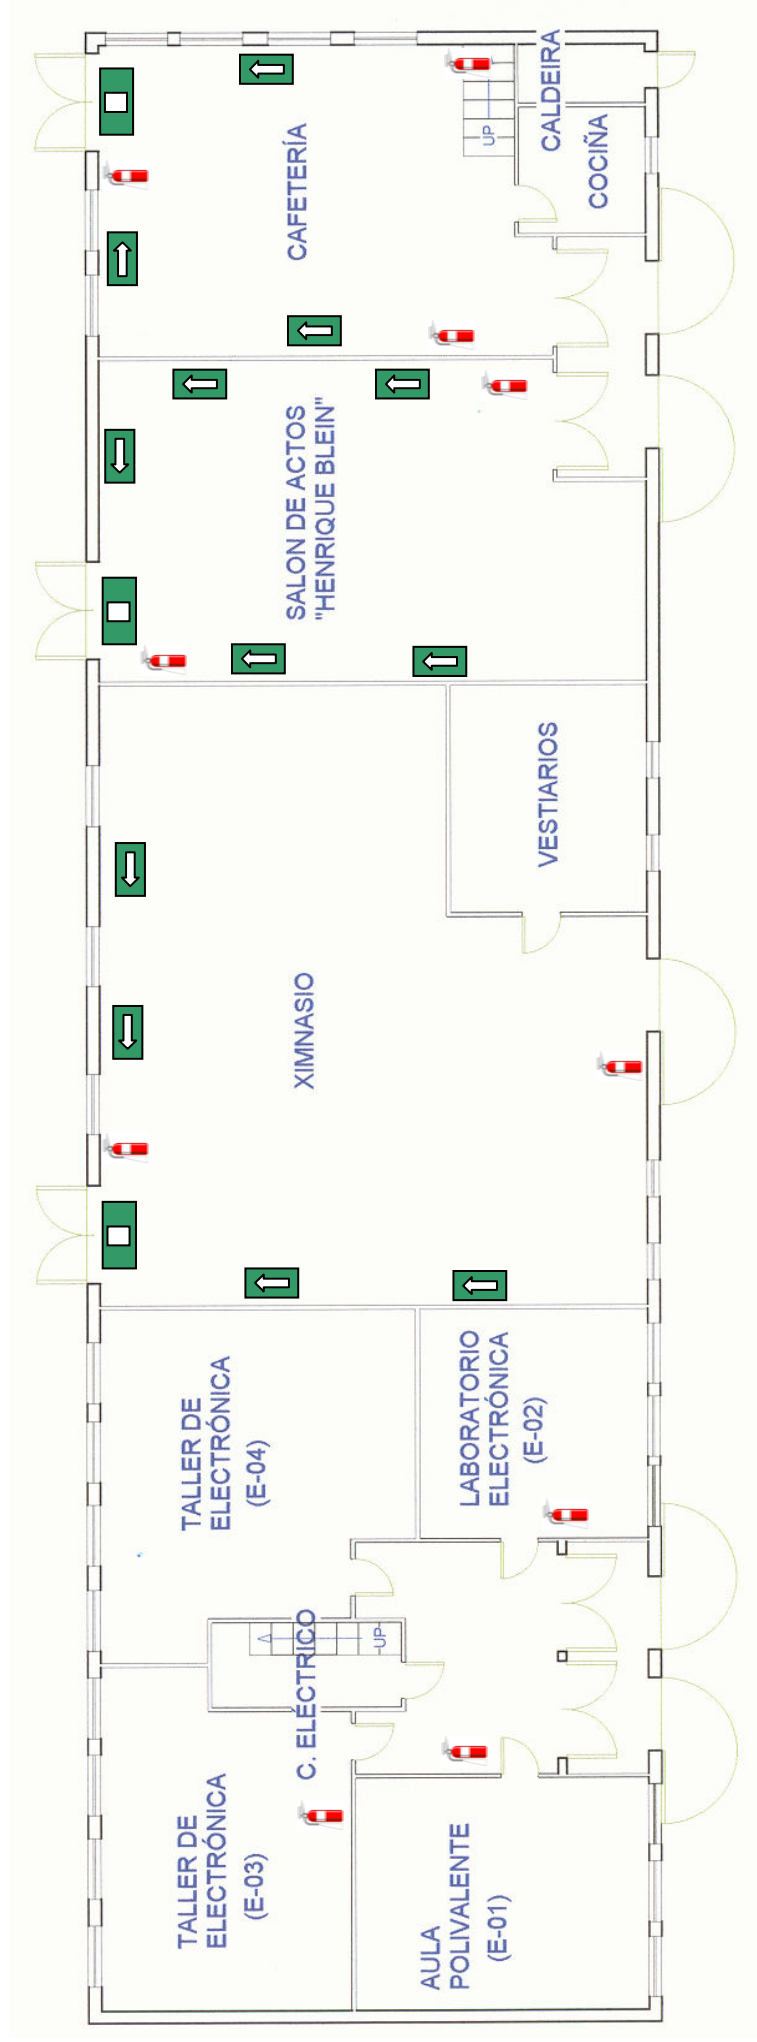 CALDEIRA
UP
COCIÑA
CAFETERÍA
SALON DE ACTOS
"HENRIQUE BLEIN"
VESTIARIOS
XIMNASIO
TALLER DE
ELECTRÓNICA
(E-04)
LABORATORIO
ELECTRÓNICA
(E-02)
UP
C. ELECTRICO
TALLER DE
ELECTRÓNICA
(E-03)
AULA
POLIVALENTE
(E-01)